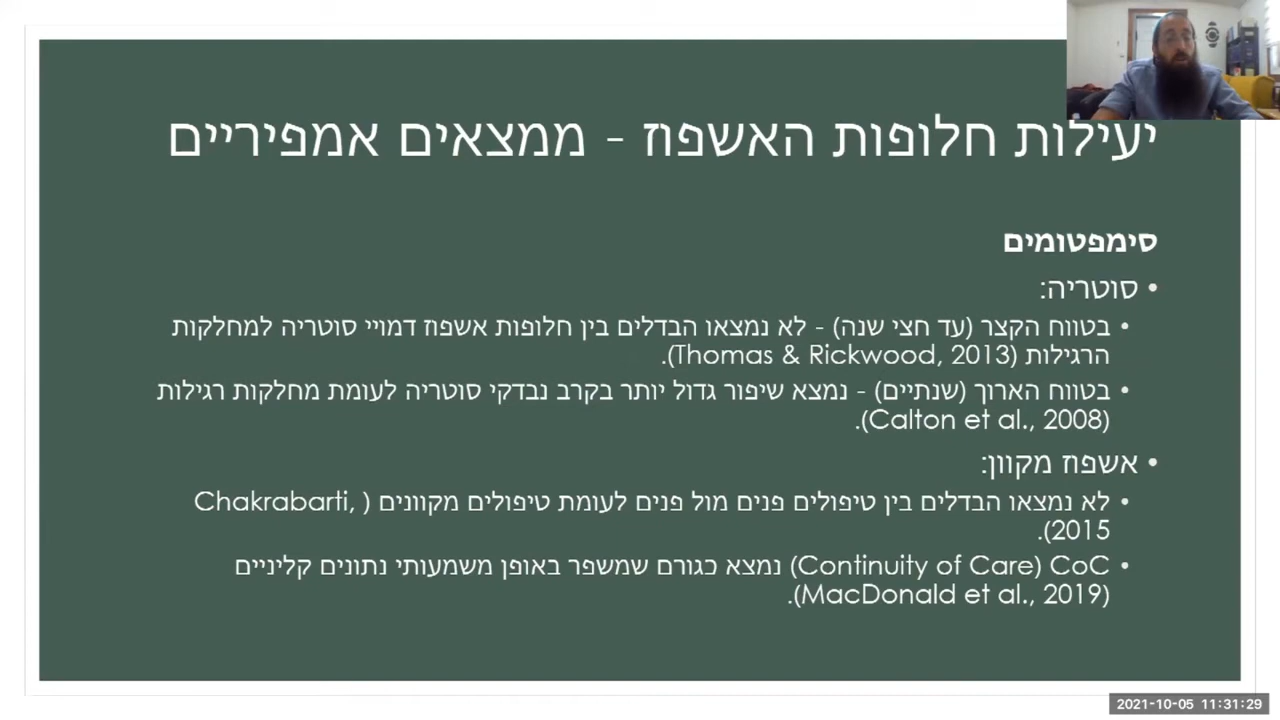 יעילות חלופות האשפוז - ממצאים אמפיריים
סימפטומים
• סוטריה:
• בטווח הקצר (עד חצי שנה) - לא נמצאו הבדלים בין חלופות אשפוז דמויי סוטריה למחלקות
הרגילות (Thomas & Rickwood, 2013).
• בטווח הארוך (שנתיים) - נמצא שיפור גדול יותר בקרב נבדקי סוטריה לעומת מחלקות רגילות
(Calton et al., 2008).
• אשפוז מקוון:
• לא נמצאו הבדלים בין טיפולים פנים מול פנים לעומת טיפולים מקוונים (Chakrabarti,
2015).
• CoC (Continuity of Care) נמצא כגורם שמשפר באופן משמעותי נתונים קליניים
(MacDonald et al., 2019).
2021-10-05 11:31:29